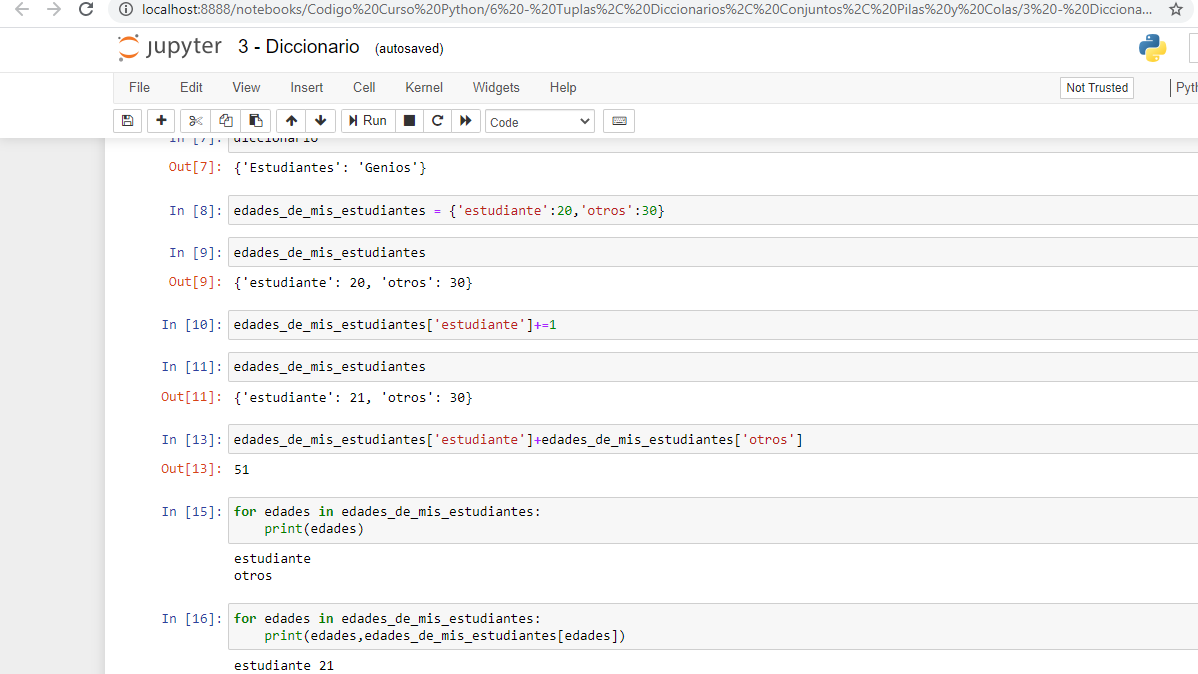 localhost:8888/notebooks/Codigo%20Curso%20Python/6%20-%20Tuplas%2C%20Diccionarios%2C%20Conjuntos%2C%20Pilas%20y%20Colas/3%20-%20Dicciona...
jupyter 3 - Diccionario (autosaved)
File Edit View Insert Cell Kernel Widgets Help Not Trusted Pyth
Run Code
In [7]: diccionario
Out[7]: {'Estudiantes': 'Genios'}
In [8]: edades_de_mis_estudiantes = {'estudiante':20,'otros':30}
In [9]: edades_de_mis_estudiantes
Out[9]: {'estudiante': 20, 'otros': 30}
In [10]: edades_de_mis_estudiantes['estudiante']+=1
In [11]: edades_de_mis_estudiantes
Out[11]: {'estudiante': 21, 'otros': 30}
In [13]: edades_de_mis_estudiantes['estudiante']+edades_de_mis_estudiantes['otros']
Out[13]: 51
In [15]: for edades in edades_de_mis_estudiantes:
print(edades)
estudiante
otros
In [16]: for edades in edades_de_mis_estudiantes:
print(edades,edades_de_mis_estudiantes[edades])
estudiante 21